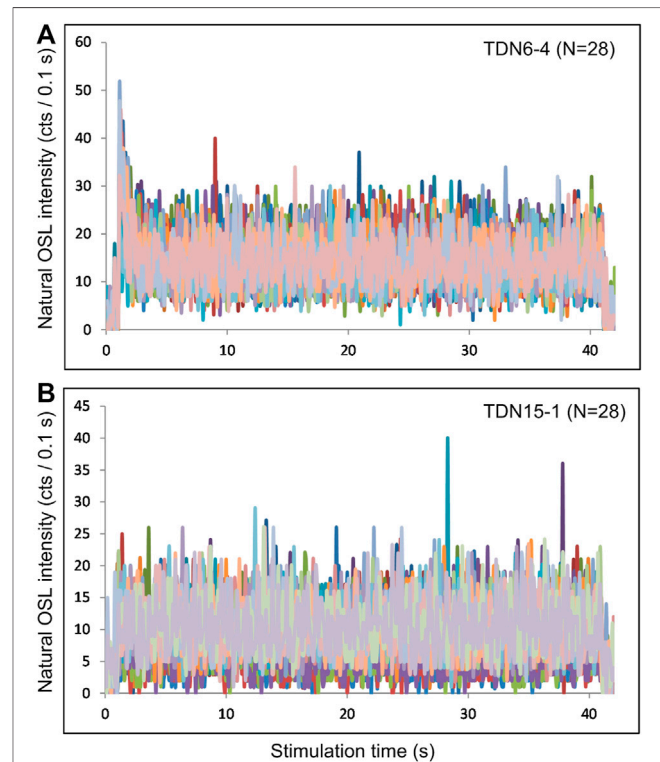 A
TDN6-4 (N=28)
Natural OSL intensity (cts / 0.1 s)
60
50
40
30
20
10
0
0 10 20 30 40
B
TDN15-1 (N=28)
Natural OSL intensity (cts / 0.1 s)
45
40
35
30
25
20
15
10
5
0
0 10 20 30 40
Stimulation time (s)